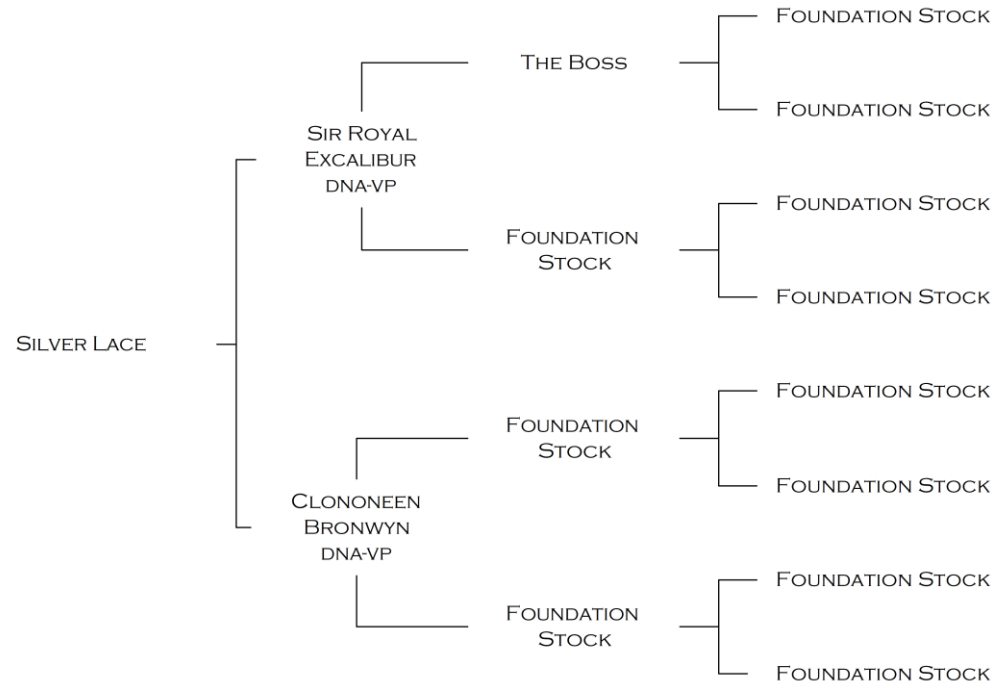 Foundation Stock
The Boss
Foundation Stock
Sir Royal
Excalibur
DNA-VP
Foundation Stock
Foundation
Stock
Foundation Stock
Silver Lace
Foundation Stock
Foundation
Stock
Foundation Stock
Clononeen
Bronwyn
DNA-VP
Foundation Stock
Foundation
Stock
Foundation Stock